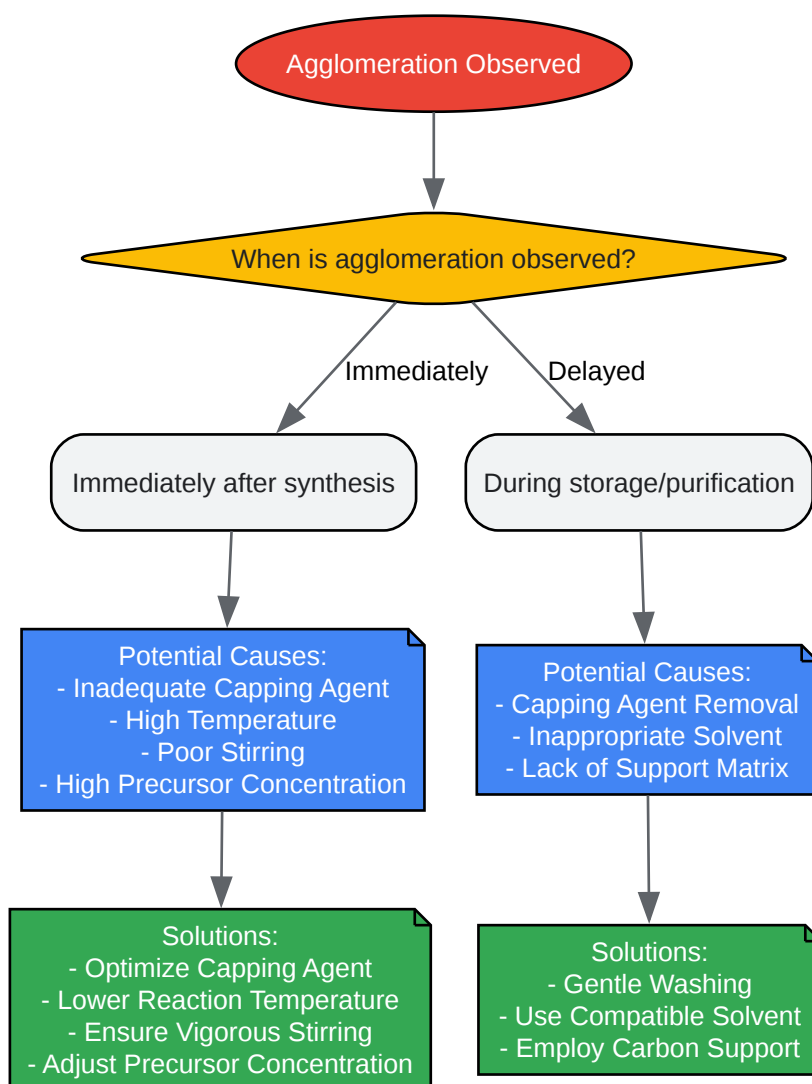 Agglomeration Observed
When is agglomeration observed?
Immediately
Delayed
Immediately after synthesis
During storage/purification
Potential Causes:
- Inadequate Capping Agent
- High Temperature
- Poor Stirring
- High Precursor Concentration
Potential Causes:
- Capping Agent Removal
- Inappropriate Solvent
- Lack of Support Matrix
Solutions:
- Optimize Capping Agent
- Lower Reaction Temperature
- Ensure Vigorous Stirring
- Adjust Precursor Concentration
Solutions:
- Gentle Washing
- Use Compatible Solvent
- Employ Carbon Support